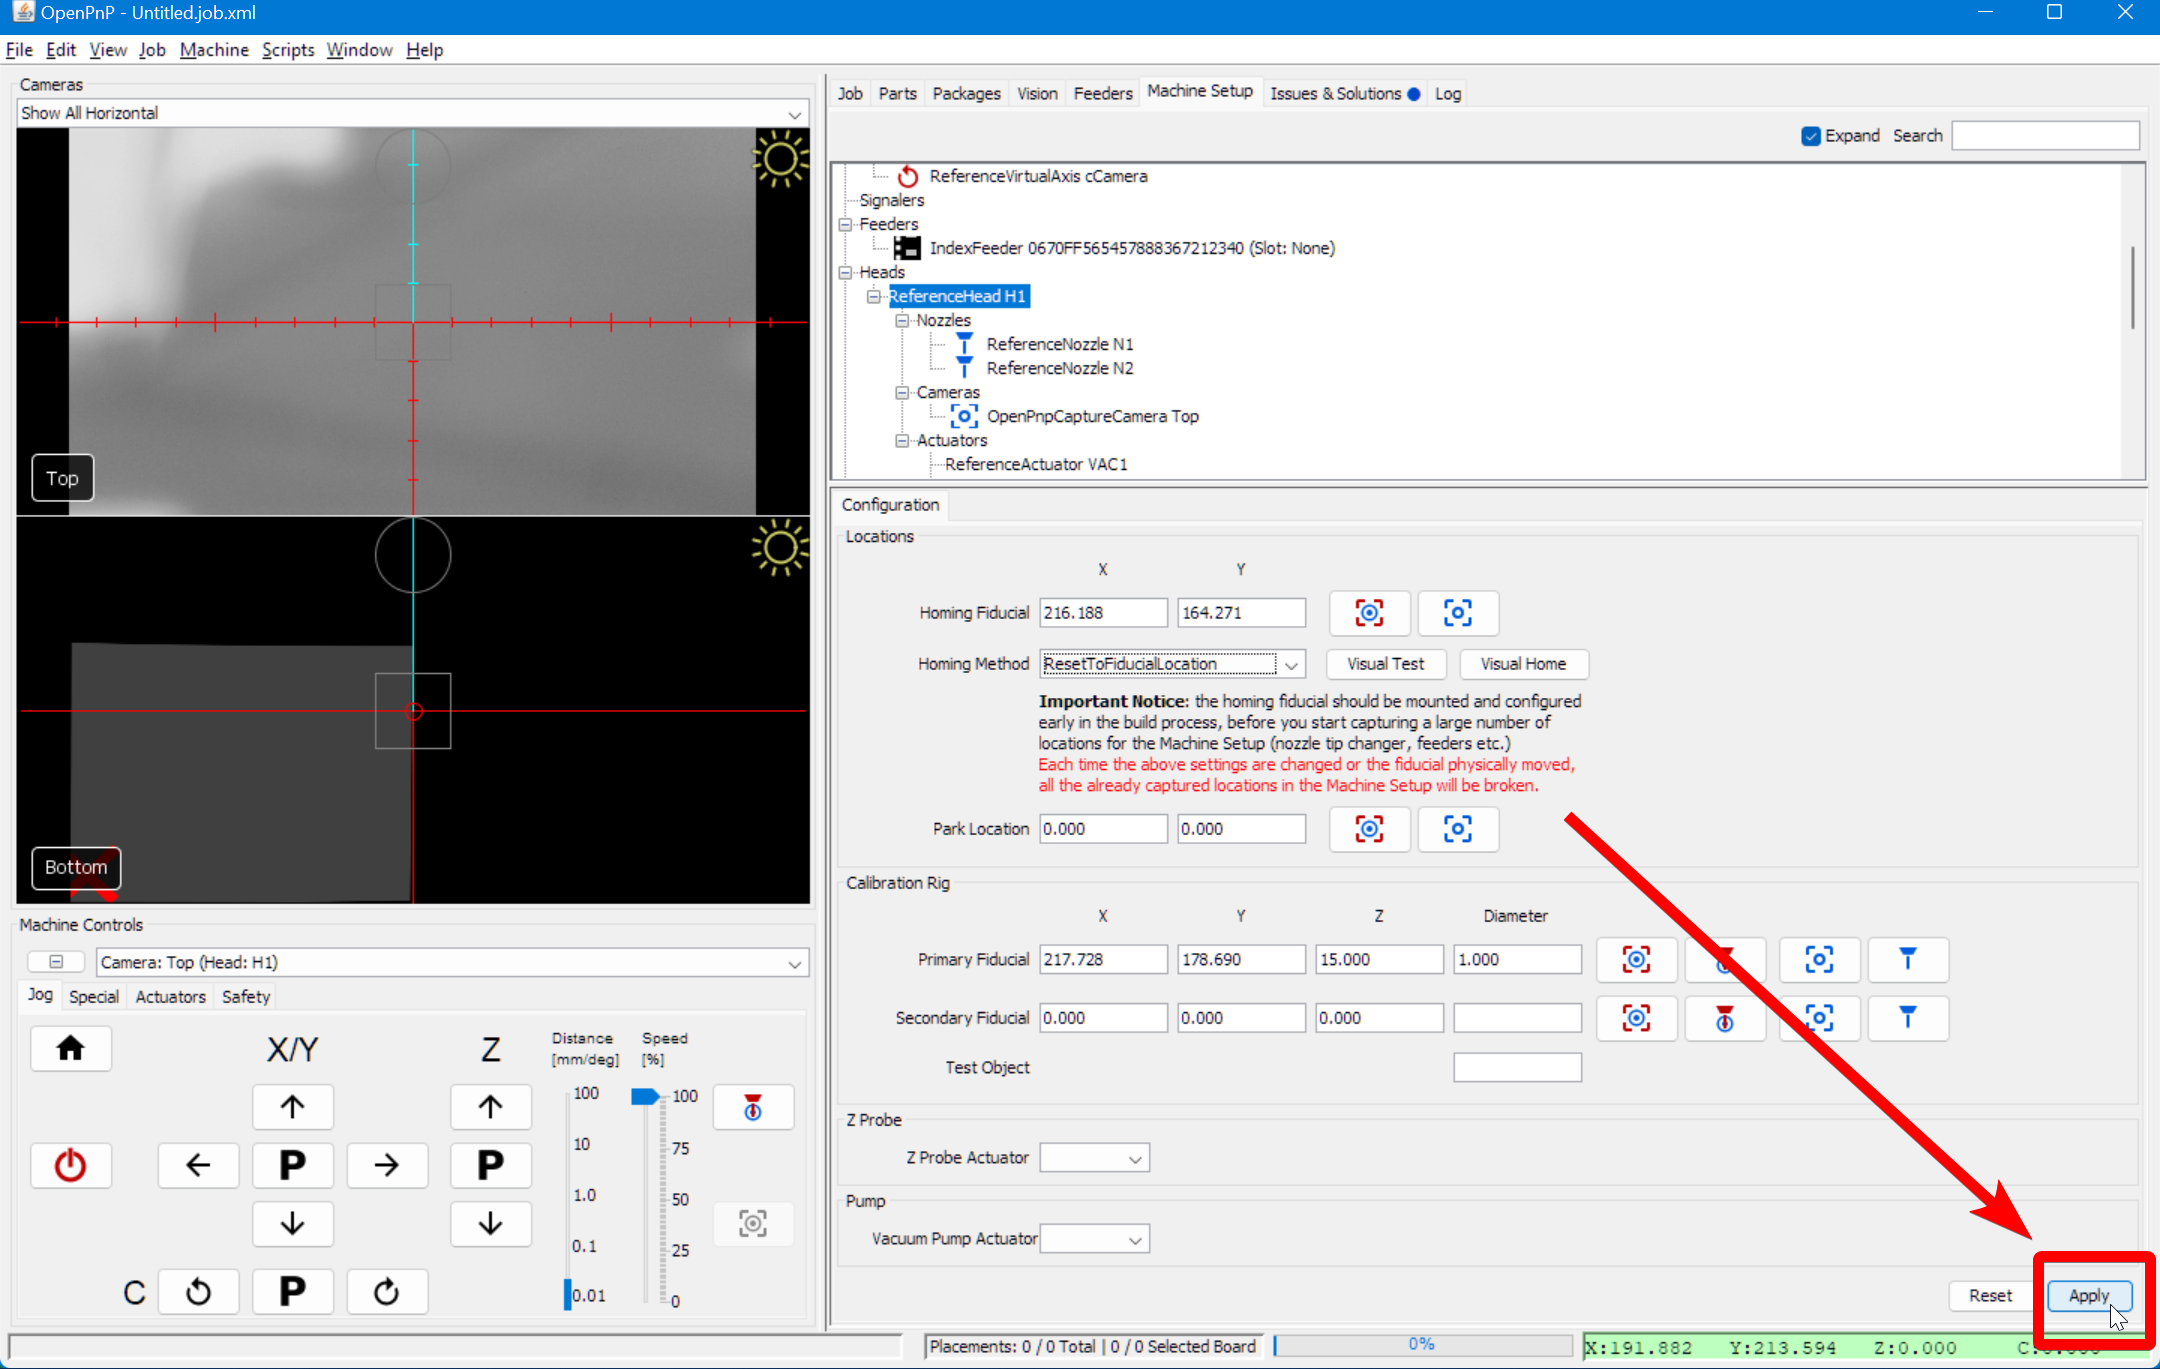 OpenPnP - Untitled.job.xml
File Edit View Job Machine Scripts Window Help
Cameras
Show All Horizontal
Top
Bottom
Machine Controls
Camera: Top (Head: H1)
Jog Special Actuators Safety
X/Y
Z
Distance [mm/deg]
Speed [%]
100
10
1.0
0.1
0.01
100
75
50
25
0
P
P
C
P
Job Parts Packages Vision Feeders Machine Setup Issues & Solutions Log
Expand Search
ReferenceVirtualAxis cCamera
Signalers
Feeders
IndexFeeder 0670FF565457888367212340 (Slot: None)
Heads
ReferenceHead H1
Nozzles
ReferenceNozzle N1
ReferenceNozzle N2
Cameras
OpenPnpCaptureCamera Top
Actuators
ReferenceActuator VAC1
Configuration
Locations
X Y
Homing Fiducial 216.188 164.271
Homing Method ResetToFiducialLocation Visual Test Visual Home
Important Notice: the homing fiducial should be mounted and configured
early in the build process, before you start capturing a large number of
locations for the Machine Setup (nozzle tip changer, feeders etc.)
Each time the above settings are changed or the fiducial physically moved,
all the already captured locations in the Machine Setup will be broken.
Park Location 0.000 0.000
Calibration Rig
X Y Z Diameter
Primary Fiducial 217.728 178.690 15.000 1.000
Secondary Fiducial 0.000 0.000 0.000
Test Object
Z Probe
Z Probe Actuator
Pump
Vacuum Pump Actuator
Reset Apply
Placements: 0 / 0 Total | 0 / 0 Selected Board 0% X:191.882 Y:213.594 Z:0.000